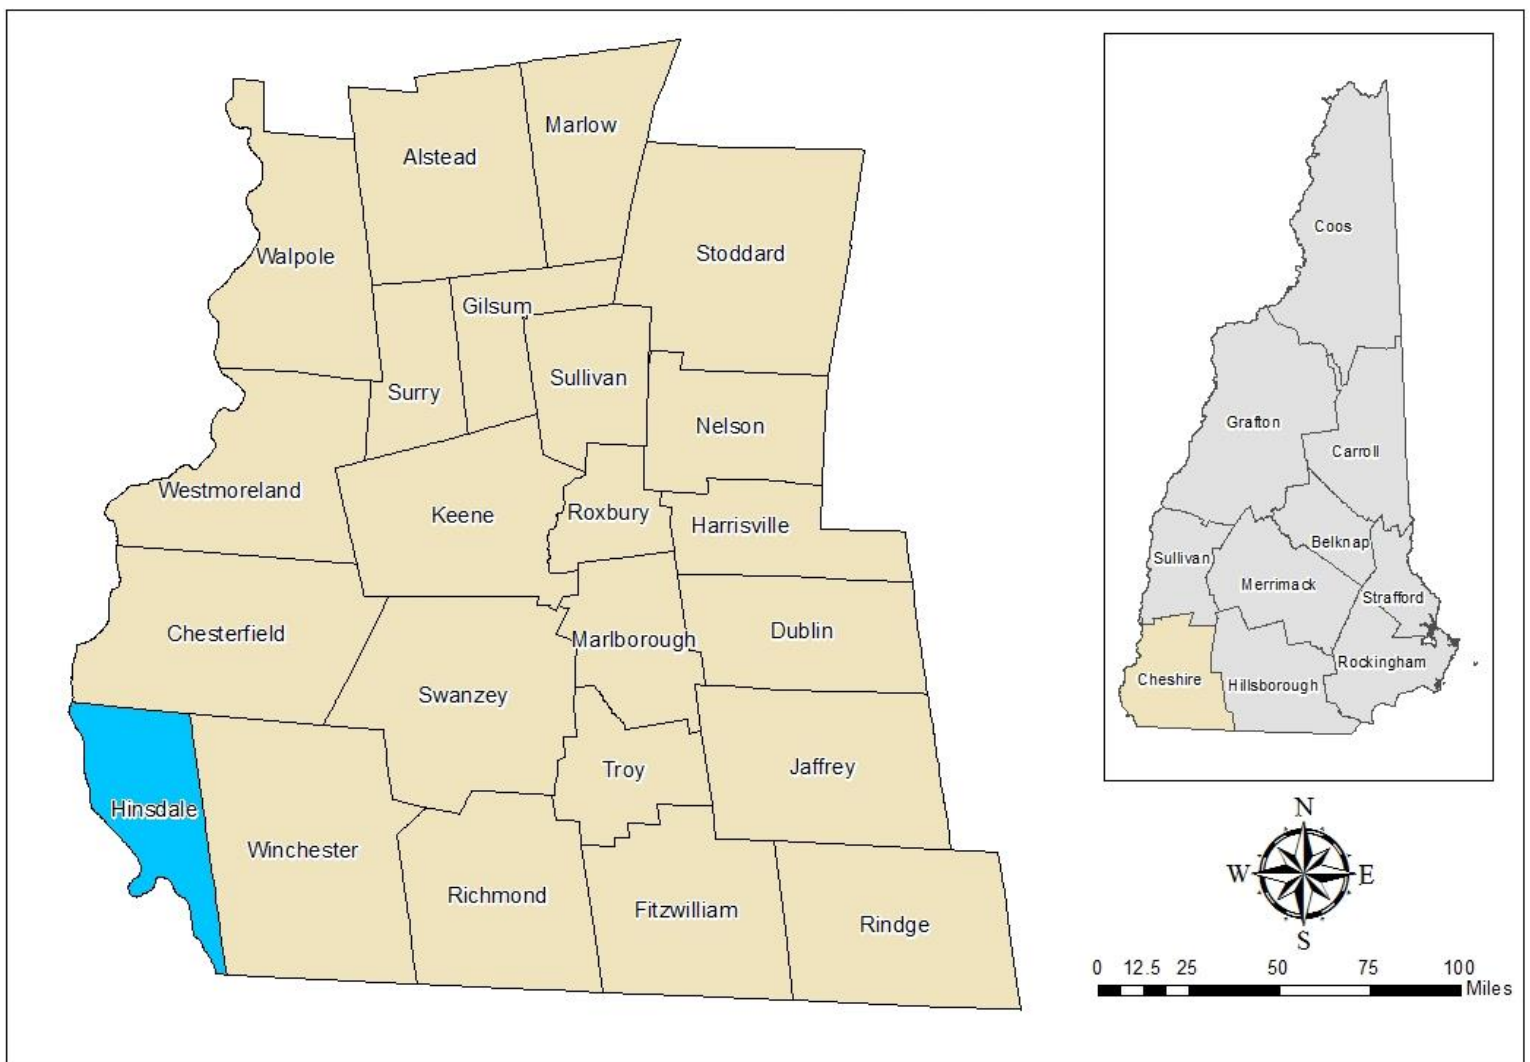 Marlow
Alstead
Walpole
Stoddard
Gilsum
Sullivan
Surry
Nelson
Westmoreland
Keene
Roxbury
Harrisville
Chesterfield
Marlborough
Dublin
Swanzey
Troy
Jaffrey
Hinsdale
Winchester
Richmond
Fitzwilliam
Rindge
Coos
Grafton
Carroll
Belknap
Sullivan
Merrimack
Strafford
Rockingham
Cheshire
Hillsborough
N
W E
S
0 12.5 25 50 75 100
Miles